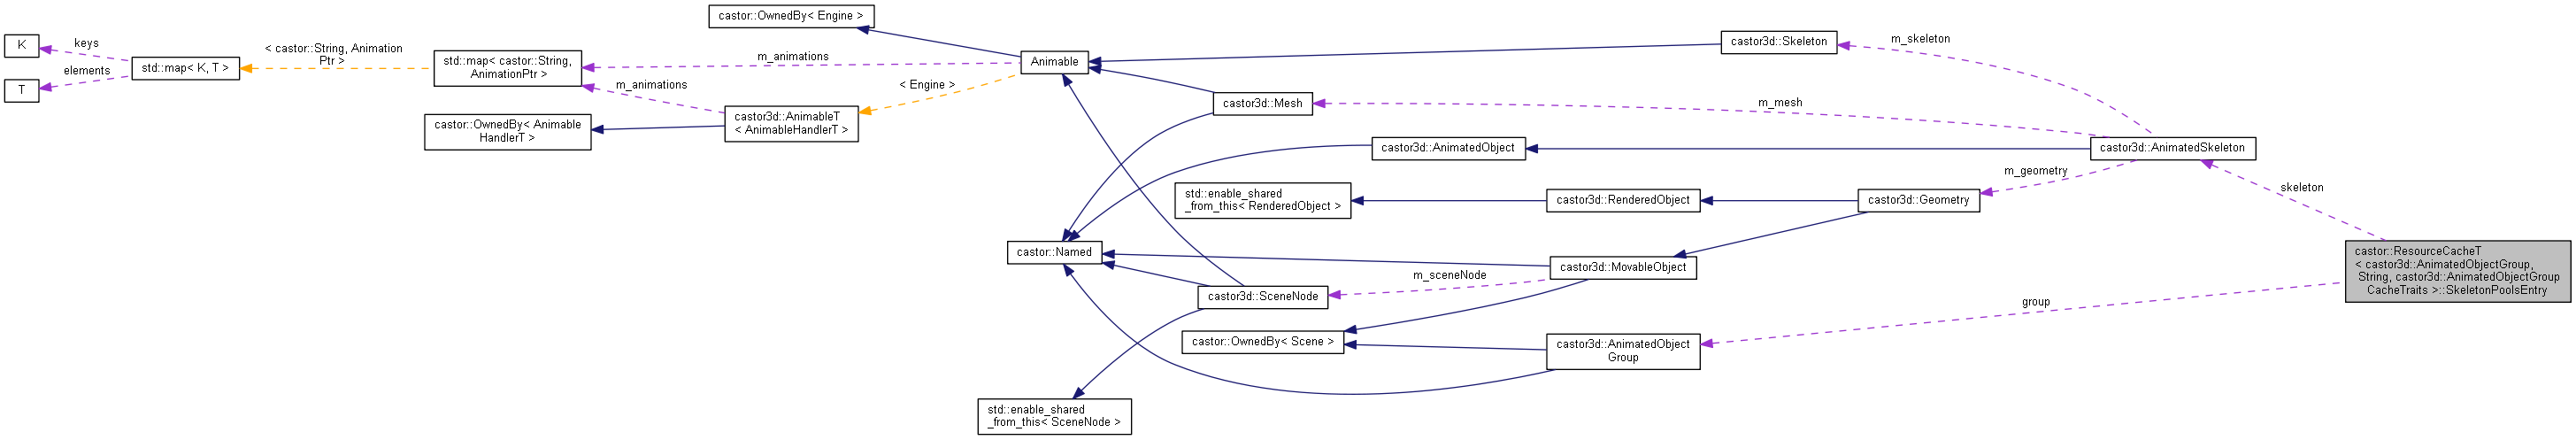 castor::OwnedBy< Engine >
K
keys
elements
T
std::map< K, T >
< castor::String, Animation
Ptr >
std::map< castor::String,
AnimationPtr >
m_animations
m_animations
castor::OwnedBy< Animable
HandlerT >
castor3d::AnimableT
< AnimableHandlerT >
< Engine >
Animable
castor3d::Skeleton
m_skeleton
castor3d::Mesh
m_mesh
castor3d::AnimatedObject
castor3d::AnimatedSkeleton
std::enable_shared
_from_this< RenderedObject >
castor3d::RenderedObject
castor3d::Geometry
m_geometry
skeleton
castor::Named
castor3d::MovableObject
m_sceneNode
castor3d::SceneNode
castor::ResourceCacheT
< castor3d::AnimatedObjectGroup,
String, castor3d::AnimatedObjectGroup
CacheTraits >::SkeletonPoolsEntry
group
castor::OwnedBy< Scene >
castor3d::AnimatedObject
Group
std::enable_shared
_from_this< SceneNode >